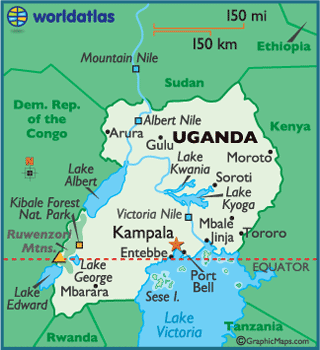 worldatlas
150 mi
150 km
Ethiopia
Mountain Nile
Sudan
Dem. Rep.
of the
Congo
Albert Nile
Kenya
Arua
UGANDA
Gulu
Lake
Kwania
Moroto
Lake
Albert
Soroti
Kibale Forest
Nat. Park
Lake
Kyoga
Victoria Nile
Ruwenzori
Mtns.
Mbale
Kampala
Jinja
Tororo
Entebbe
EQUATOR
Lake
George
Port
Bell
Mbarara
Sese I.
Lake
Edward
Lake
Victoria
Rwanda
Tanzania
©GraphicMaps.com